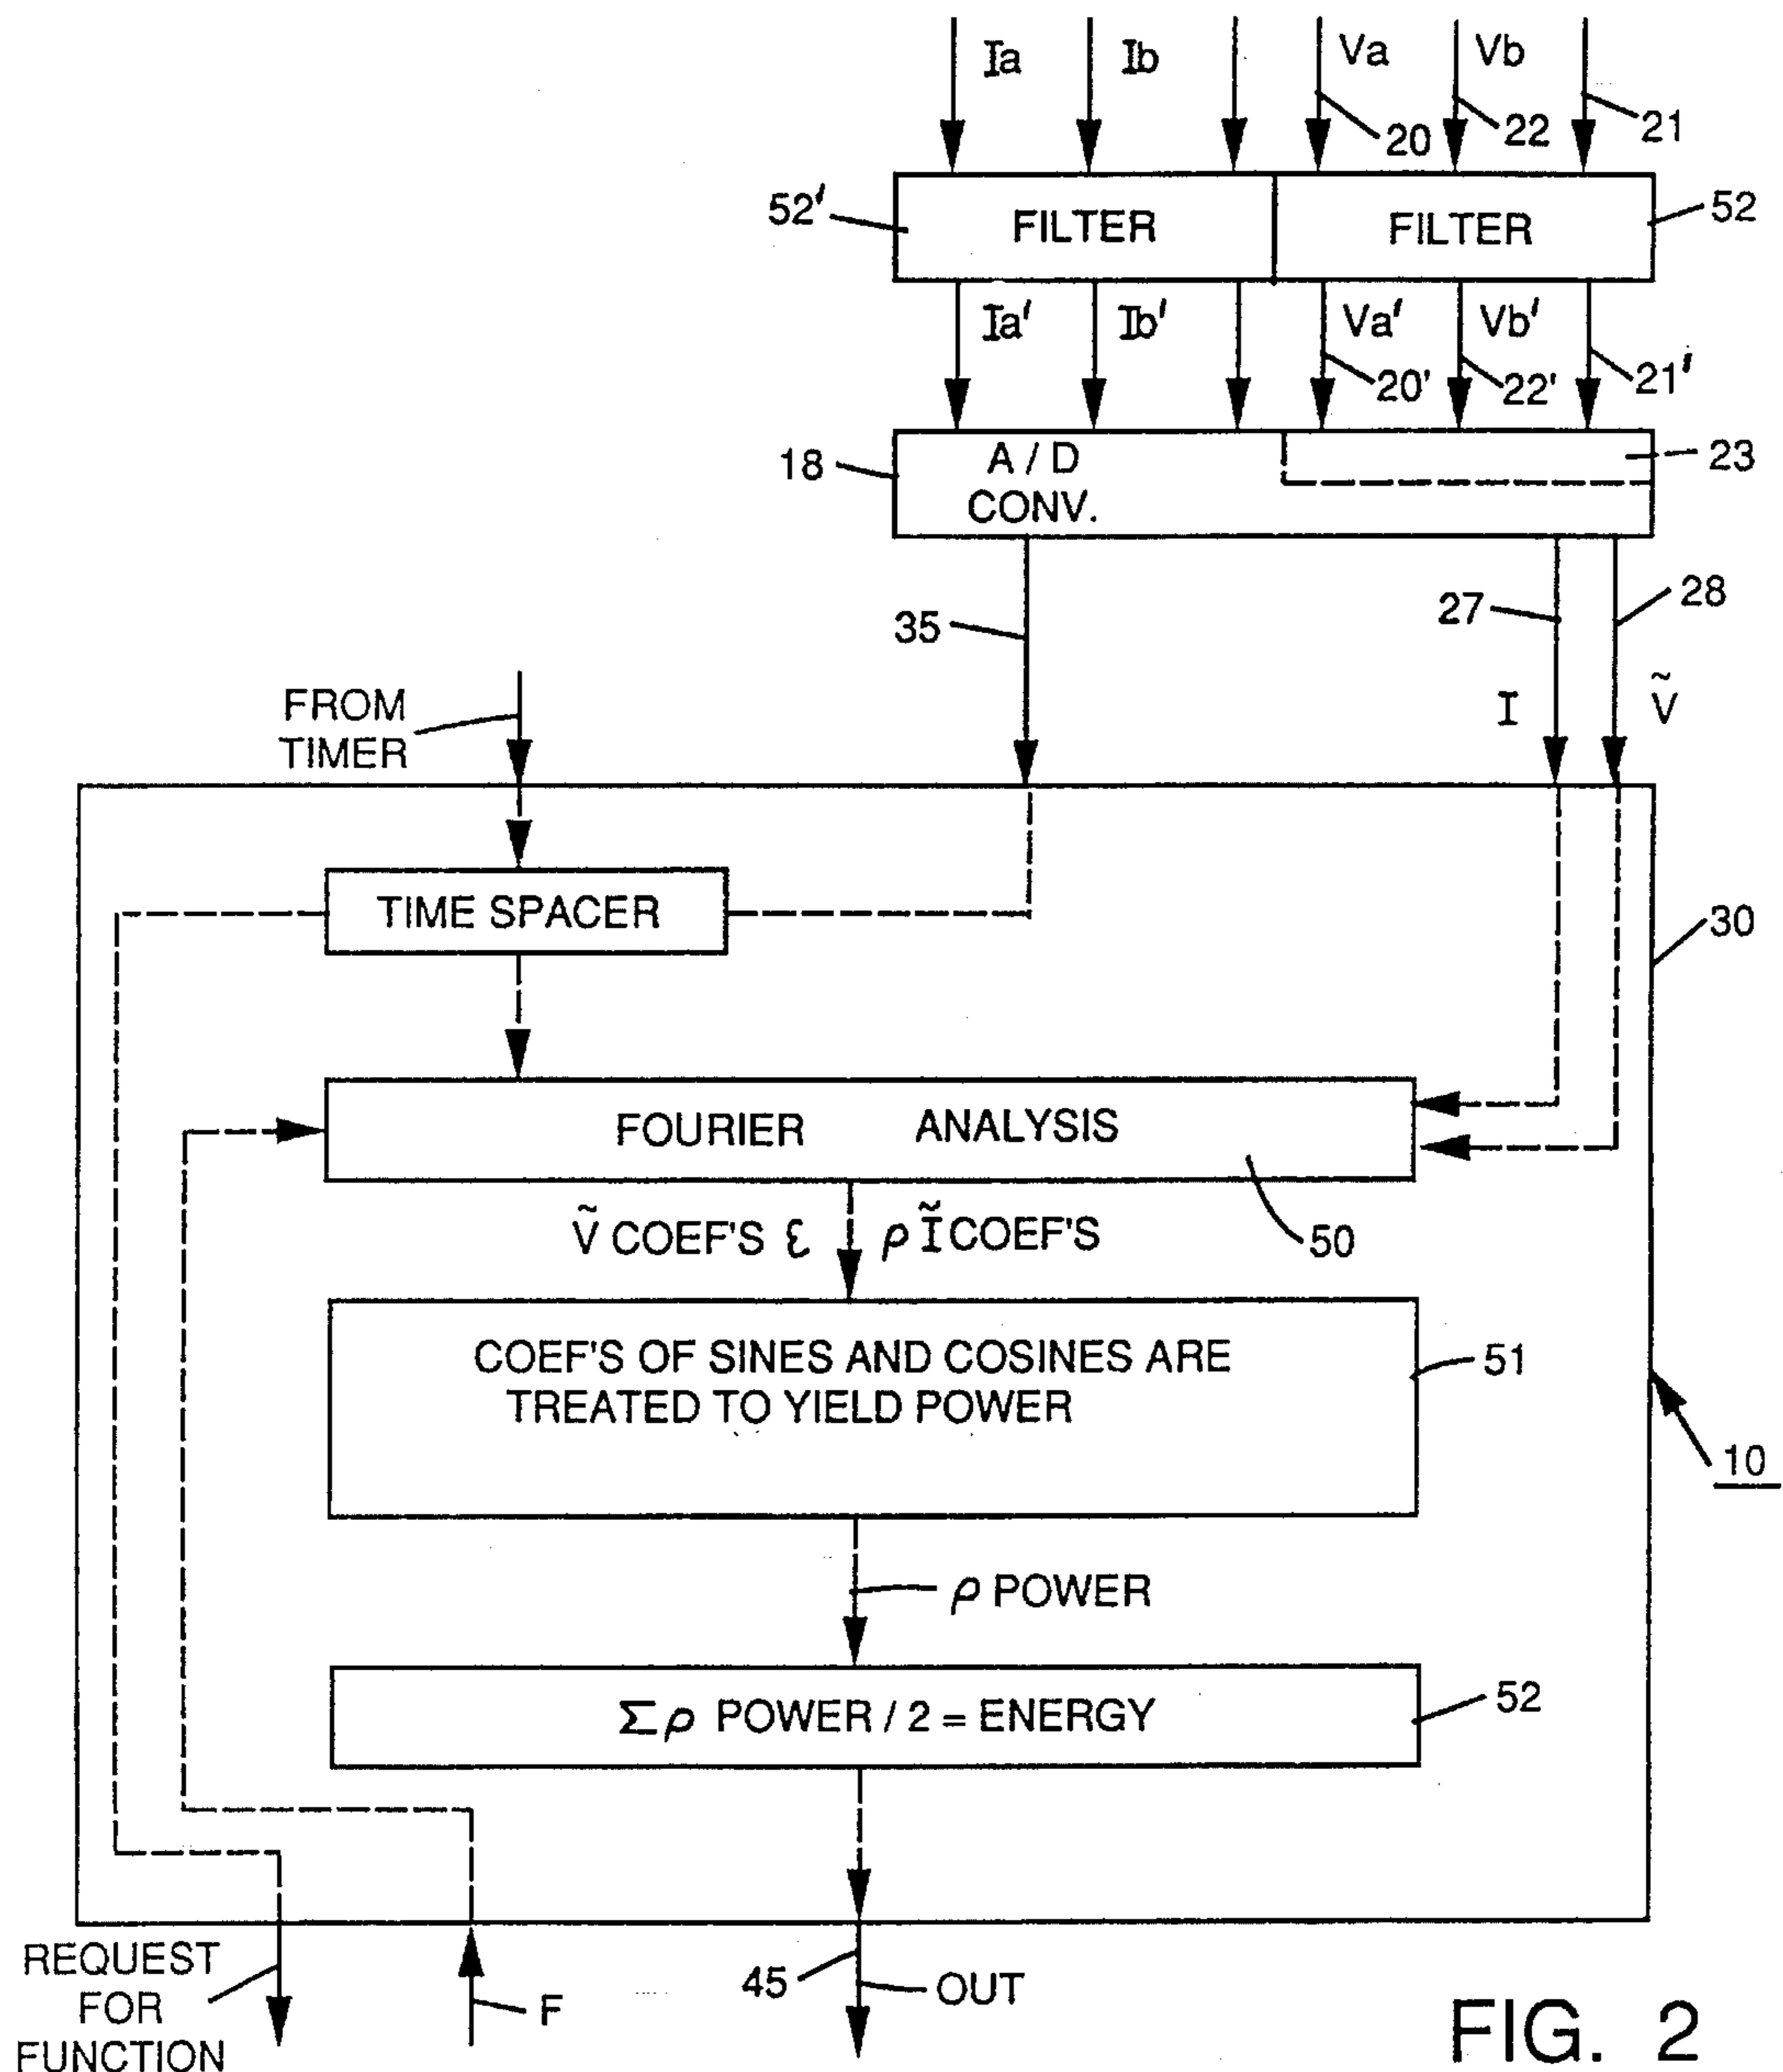 Ia Ib Va Vb
20 22 21
52' FILTER FILTER 52
Ia' Ib' Va' Vb'
20' 22' 21'
18 A / D 23
CONV.
35 27 28
I Ṽ
FROM
TIMER
TIME SPACER
30
FOURIER ANALYSIS
50
Ṽ COEF'S & ρ Ĩ COEF'S
COEF'S OF SINES AND COSINES ARE
TREATED TO YIELD POWER
51
10
ρ POWER
Σρ POWER / 2 = ENERGY
52
REQUEST
FOR
FUNCTION
F
45 OUT
FIG. 2